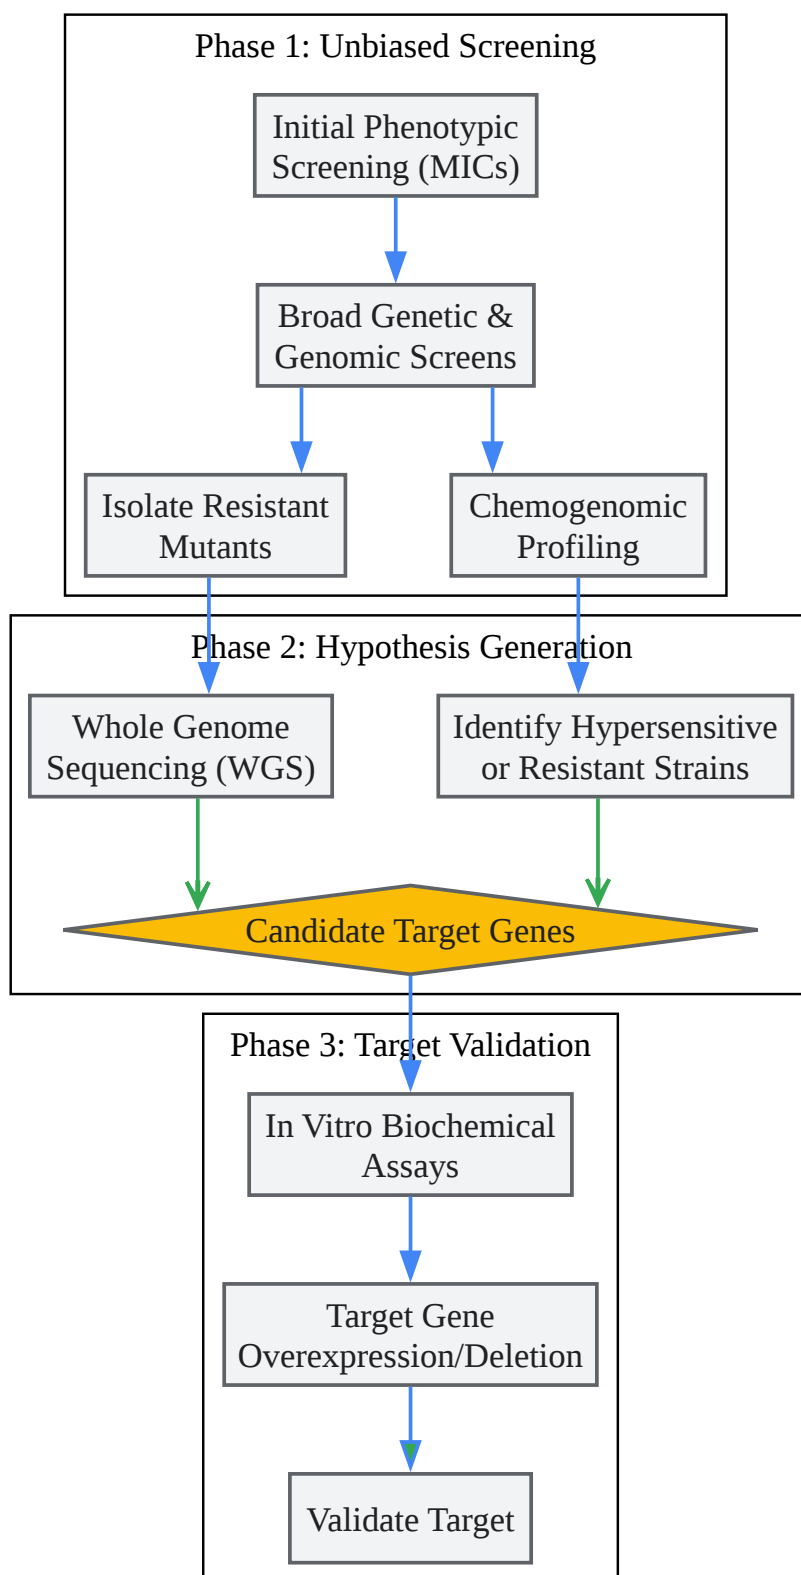 Phase 1: Unbiased Screening
Initial Phenotypic
Screening (MICs)
Broad Genetic &
Genomic Screens
Isolate Resistant
Mutants
Chemogenomic
Profiling
Phase 2: Hypothesis Generation
Whole Genome
Sequencing (WGS)
Identify Hypersensitive
or Resistant Strains
Candidate Target Genes
Phase 3: Target Validation
In Vitro Biochemical
Assays
Target Gene
Overexpression/Deletion
Validate Target